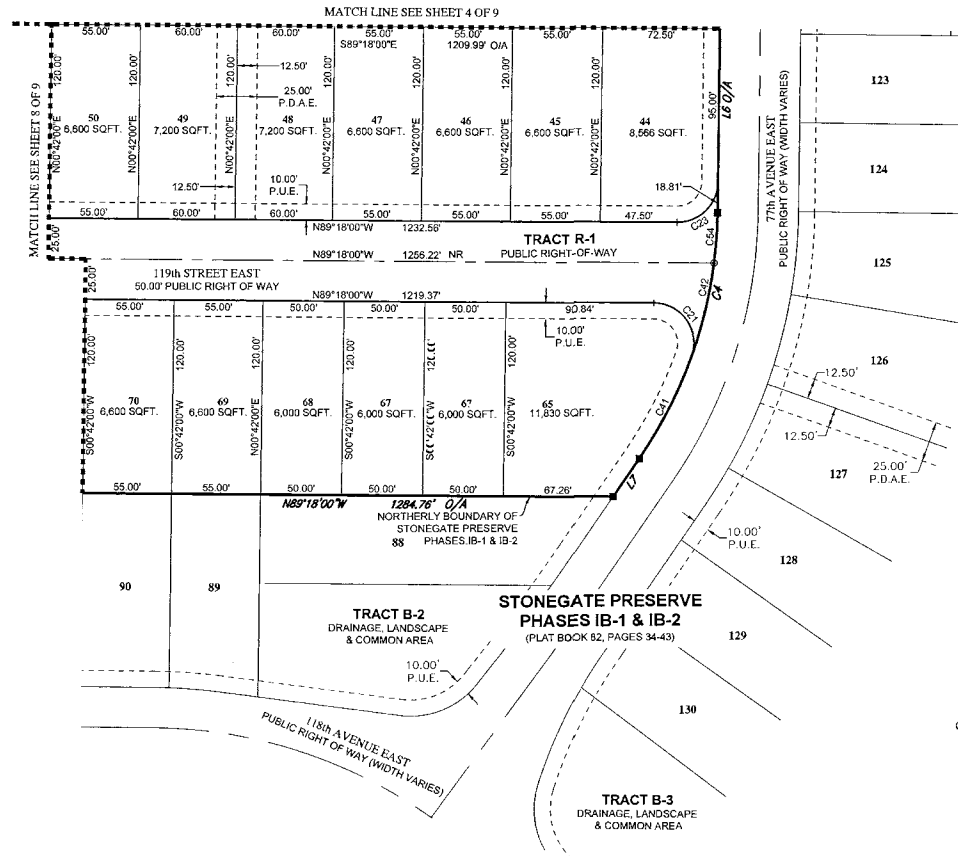 MATCH LINE SEE SHEET 4 OF 9
55.00' 60.00' 60.00' 55.00' 55.00' 55.00' 72.50'
S89°18'00"E 1209.99' O/A
MATCH LINE SEE SHEET 8 OF 9
120.00' 120.00' 120.00' 120.00' 120.00' 120.00' 120.00'
12.50'
25.00'
P.D.A.E.
95.00'
L6 O/A
50
6,600 SQFT.
49
7,200 SQFT.
48
7,200 SQFT.
47
6,600 SQFT.
46
6,600 SQFT.
45
6,600 SQFT.
44
8,566 SQFT.
N00°42'00"E N00°42'00"E N00°42'00"E N00°42'00"E N00°42'00"E N00°42'00"E N00°42'00"E
12.50'
10.00'
P.U.E.
18.81'
55.00' 60.00' 60.00' 55.00' 55.00' 55.00' 47.50'
C23
C54
25.00'
N89°18'00"W 1232.56'
TRACT R-1
PUBLIC RIGHT-OF-WAY
N89°18'00"W 1256.22' NR
119th STREET EAST
50.00' PUBLIC RIGHT OF WAY
25.00'
C42
C4
N89°18'00"W 1219.37'
55.00' 55.00' 50.00' 50.00' 50.00' 90.84'
C21
10.00'
P.U.E.
120.00' 120.00' 120.00' 120.00' 120.00'
70
6,600 SQFT.
69
6,600 SQFT.
68
6,000 SQFT.
67
6,000 SQFT.
67
6,000 SQFT.
65
11,830 SQFT.
S00°42'00"W S00°42'00"W N00°42'00"E S00°42'00"W S00°42'00"W
C41
L7
55.00' 55.00' 50.00' 50.00' 50.00' 67.26'
N89°18'00"W 1284.76' O/A
NORTHERLY BOUNDARY OF
STONEGATE PRESERVE
88 PHASES IB-1 & IB-2
77th AVENUE EAST
PUBLIC RIGHT OF WAY (WIDTH VARIES)
123
124
125
126
12.50'
12.50'
25.00'
P.D.A.E.
127
10.00'
P.U.E.
128
129
130
90
89
TRACT B-2
DRAINAGE, LANDSCAPE
& COMMON AREA
10.00'
P.U.E.
STONEGATE PRESERVE
PHASES IB-1 & IB-2
(PLAT BOOK 62, PAGES 34-43)
118th AVENUE EAST
PUBLIC RIGHT OF WAY (WIDTH VARIES)
TRACT B-3
DRAINAGE, LANDSCAPE
& COMMON AREA